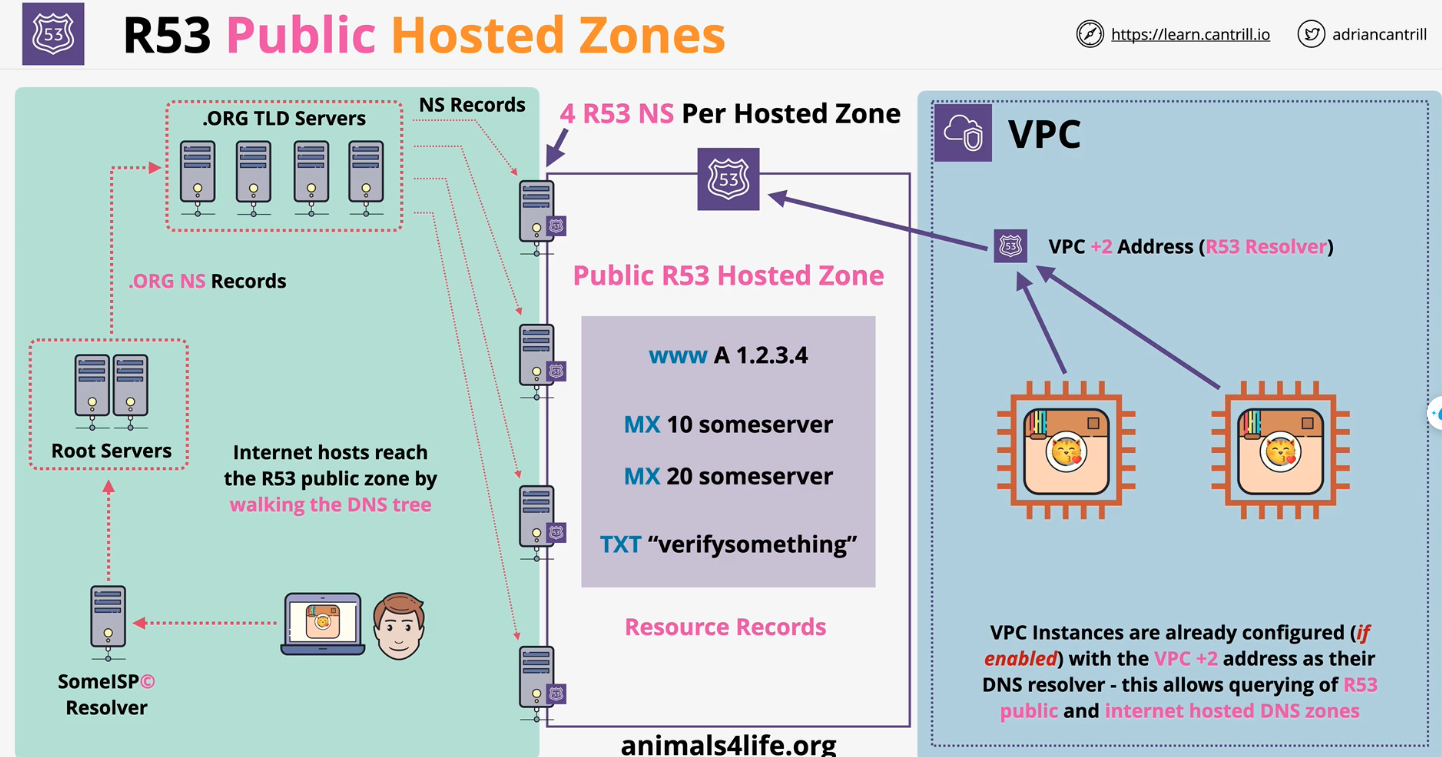 53
R53 Public Hosted Zones
https://learn.cantrill.io
adriancantrill
.ORG TLD Servers
NS Records
.ORG NS Records
Root Servers
Internet hosts reach
the R53 public zone by
walking the DNS tree
SomeISP©
Resolver
4 R53 NS Per Hosted Zone
53
53
53
53
53
Public R53 Hosted Zone
www A 1.2.3.4
MX 10 someserver
MX 20 someserver
TXT “verifysomething”
Resource Records
animals4life.org
VPC
53
VPC +2 Address (R53 Resolver)
VPC Instances are already configured (if
enabled) with the VPC +2 address as their
DNS resolver - this allows querying of R53
public and internet hosted DNS zones